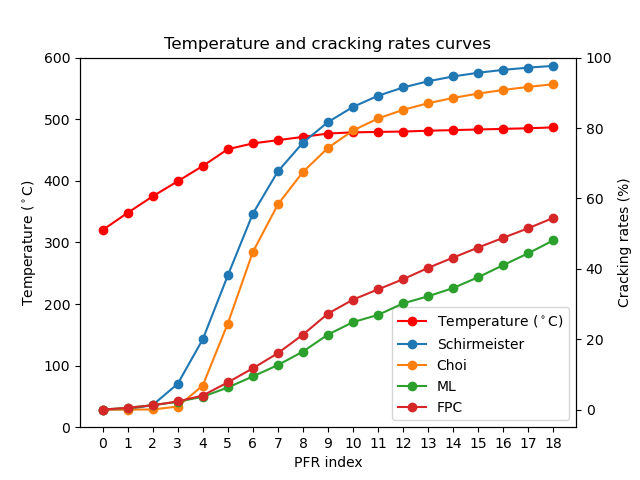 Temperature and cracking rates curves
600
500
400
300
200
100
0
Temperature (°C)
100
80
60
40
20
0
Cracking rates (%)
Temperature (°C)
Schirmeister
Choi
ML
FPC
0 1 2 3 4 5 6 7 8 9 10 11 12 13 14 15 16 17 18
PFR index